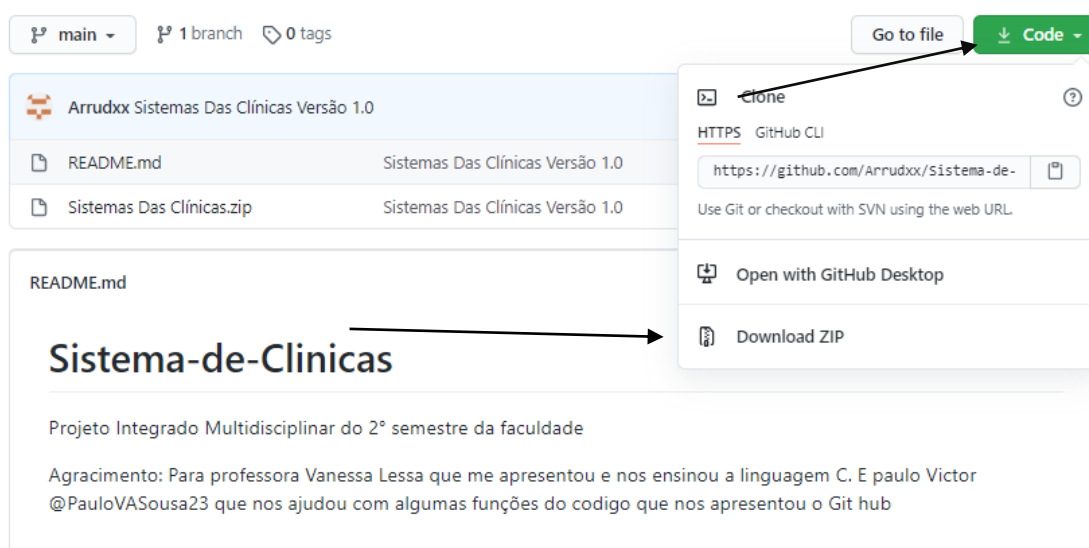 main
1 branch
0 tags
Go to file
Code
Arrudxx Sistemas Das Clínicas Versão 1.0
README.md
Sistemas Das Clínicas Versão 1.0
Sistemas Das Clínicas.zip
Sistemas Das Clínicas Versão 1.0
Clone
HTTPS GitHub CLI
https://github.com/Arrudxx/Sistema-de-
Use Git or checkout with SVN using the web URL.
Open with GitHub Desktop
Download ZIP
README.md
Sistema-de-Clinicas
Projeto Integrado Multidisciplinar do 2° semestre da faculdade
Agracimento: Para professora Vanessa Lessa que me apresentou e nos ensinou a linguagem C. E paulo Victor
@PauloVASousa23 que nos ajudou com algumas funções do codigo que nos apresentou o Git hub